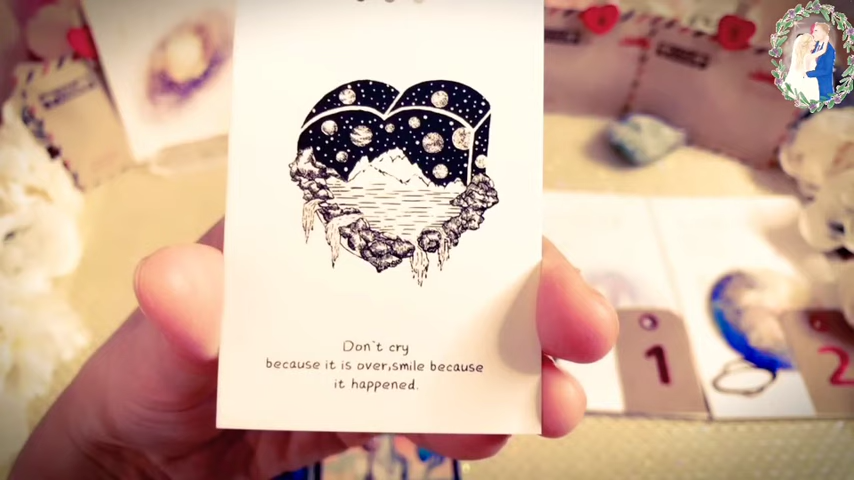 Don't cry
because it is over,smile because
it happened.
1
2